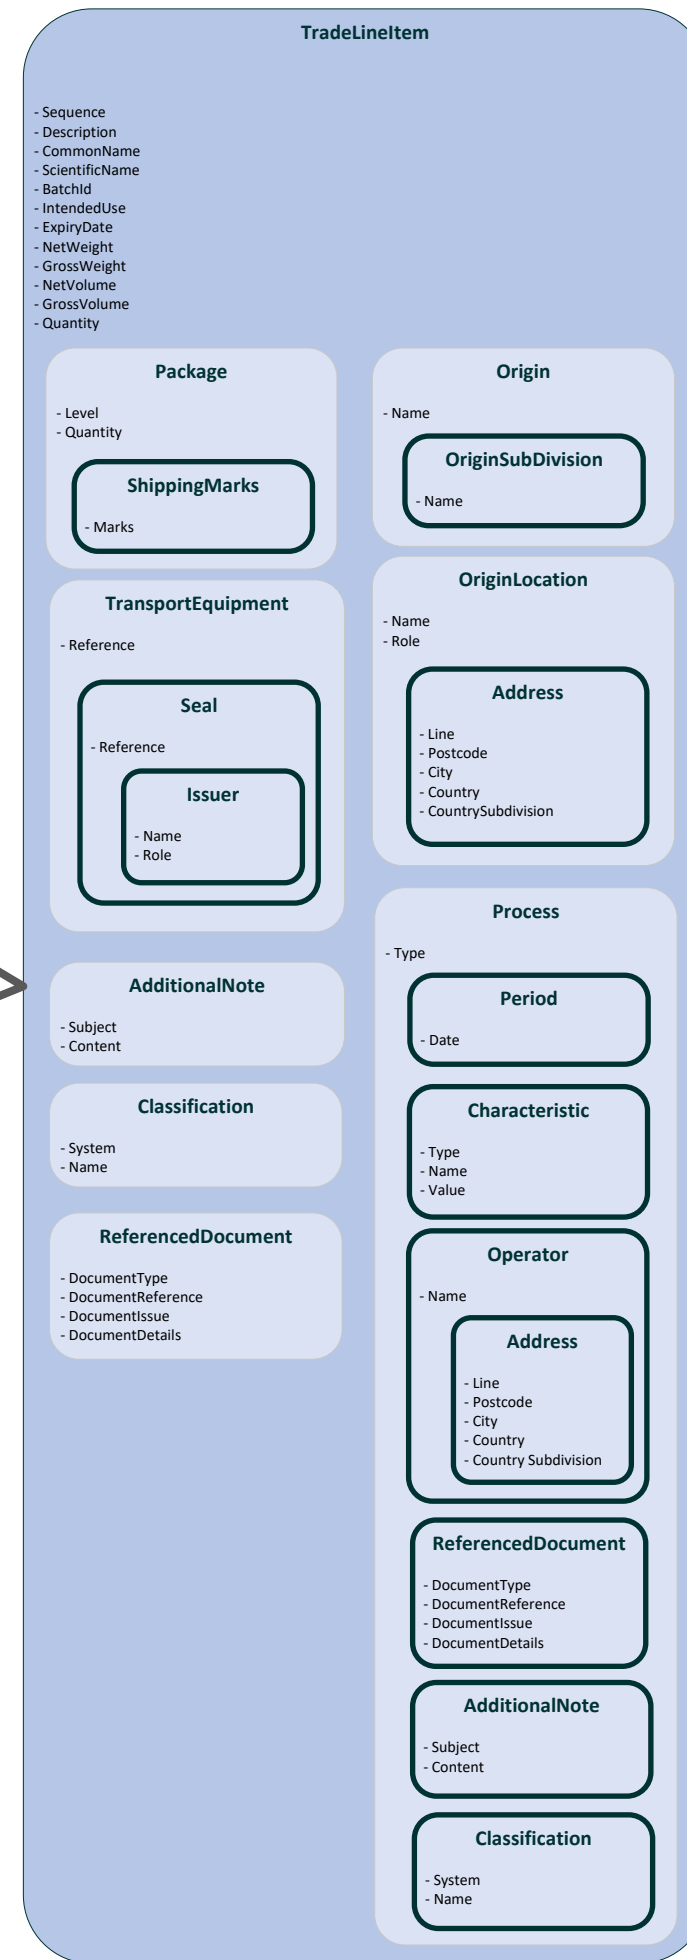 TradeLineItem
- Sequence
- Description
- CommonName
- ScientificName
- BatchId
- IntendedUse
- ExpiryDate
- NetWeight
- GrossWeight
- NetVolume
- GrossVolume
- Quantity
Package
- Level
- Quantity
ShippingMarks
- Marks
TransportEquipment
- Reference
Seal
- Reference
Issuer
- Name
- Role
AdditionalNote
- Subject
- Content
Classification
- System
- Name
ReferencedDocument
- DocumentType
- DocumentReference
- DocumentIssue
- DocumentDetails
Origin
- Name
OriginSubDivision
- Name
OriginLocation
- Name
- Role
Address
- Line
- Postcode
- City
- Country
- CountrySubdivision
Process
- Type
Period
- Date
Characteristic
- Type
- Name
- Value
Operator
- Name
Address
- Line
- Postcode
- City
- Country
- Country Subdivision
ReferencedDocument
- DocumentType
- DocumentReference
- DocumentIssue
- DocumentDetails
AdditionalNote
- Subject
- Content
Classification
- System
- Name